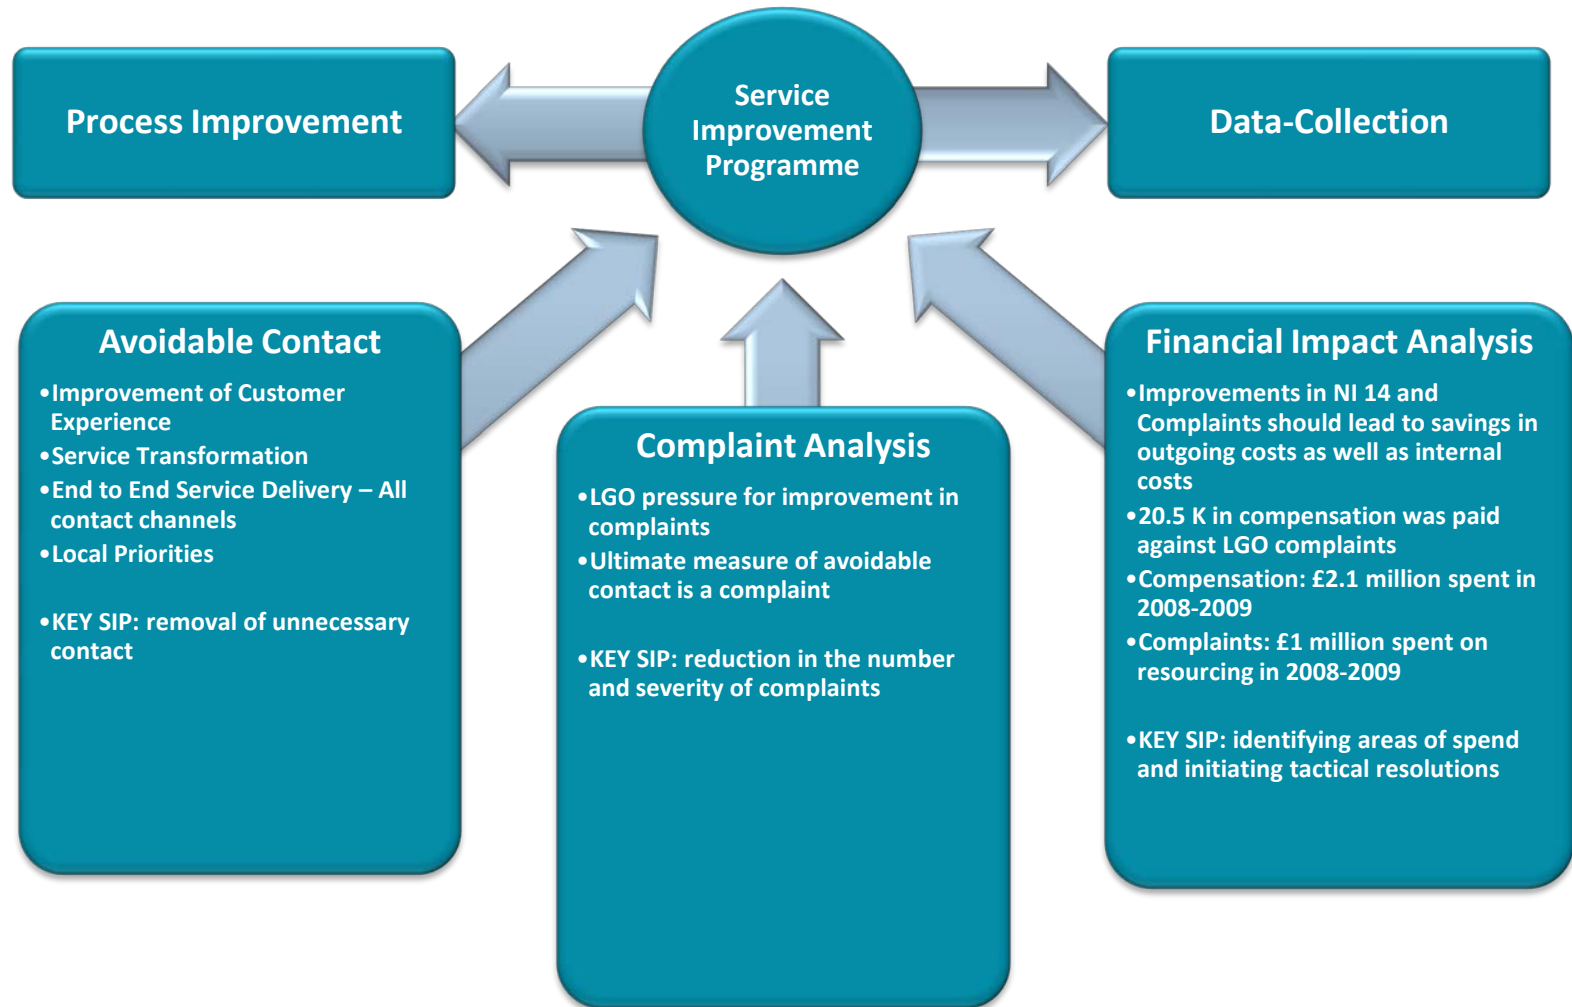 Process Improvement
Service
Improvement
Programme
Data-Collection
Avoidable Contact
•Improvement of Customer
Experience
•Service Transformation
•End to End Service Delivery – All
contact channels
•Local Priorities
•KEY SIP: removal of unnecessary
contact
Complaint Analysis
•LGO pressure for improvement in
complaints
•Ultimate measure of avoidable
contact is a complaint
•KEY SIP: reduction in the number
and severity of complaints
Financial Impact Analysis
•Improvements in NI 14 and
Complaints should lead to savings in
outgoing costs as well as internal
costs
•20.5 K in compensation was paid
against LGO complaints
•Compensation: £2.1 million spent in
2008-2009
•Complaints: £1 million spent on
resourcing in 2008-2009
•KEY SIP: identifying areas of spend
and initiating tactical resolutions